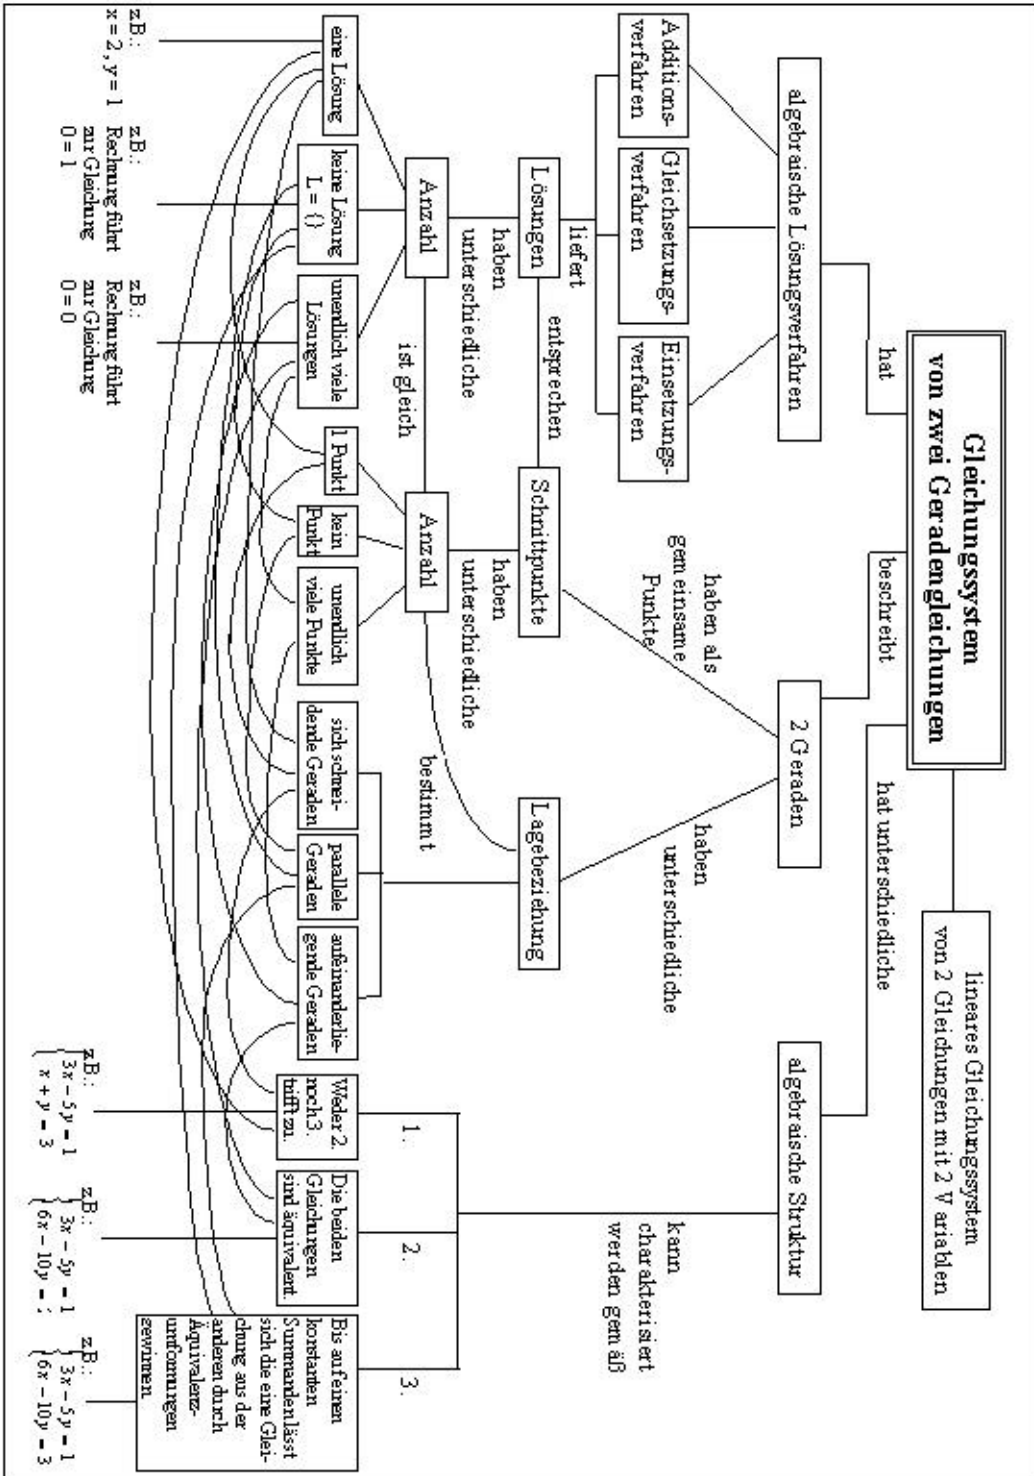 Gleichungssystem
von zwei Geradengleichungen
lineares Gleichungssystem
von 2 Gleichungen mit 2 Variablen
hat
beschreibt
hat unterschiedliche
algebraische Lösungsverfahren
2 Geraden
algebraische Struktur
Additions-
verfahren
Gleichsetzungs-
verfahren
Einsetzungs-
verfahren
haben als
gemeinsame
Punkte
haben
unterschiedliche
kann
charakterisiert
werden gemäß
liefert
Lösungen
entsprechen
Schnittpunkte
Lagebeziehung
haben
unterschiedliche
haben
unterschiedliche
bestimmt
Anzahl
ist gleich
Anzahl
1.
2.
3.
eine Lösung
keine Lösung
L = {}
unendlich viele
Lösungen
1 Punkt
kein
Punkt
unendlich
viele Punkte
sich schnei-
dende Geraden
parallele
Geraden
aufeinanderlie-
gende Geraden
Weder 2.
noch 3.
trifft zu.
Die beiden
Gleichungen
sind äquivalent.
Bis auf einen
konstanten
Summanden lässt
sich die eine Glei-
chung aus der
anderen durch
Äquivalenz-
umformungen
gewinnen
z.B.:
x = 2, y = 1
z.B.:
Rechnung führt
zur Gleichung
0 = 1
z.B.:
Rechnung führt
zur Gleichung
0 = 0
z.B.:
3x − 5y = 1
x + y = 3
z.B.:
3x − 5y = 1
6x − 10y =
z.B.:
3x − 5y = 1
6x − 10y = 3